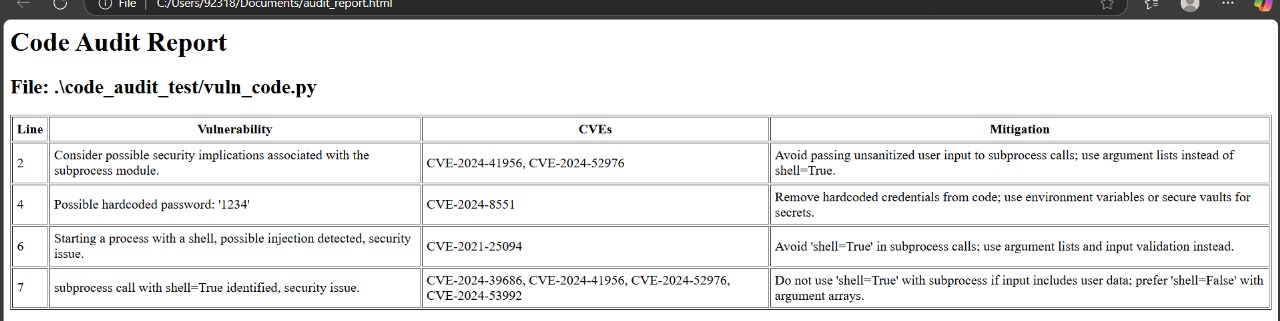 File C:/Users/92318/Documents/audit_report.html
Code Audit Report
File: .\code_audit_test/vuln_code.py
Line Vulnerability CVEs Mitigation
2 Consider possible security implications associated with the subprocess module. CVE-2024-41956, CVE-2024-52976 Avoid passing unsanitized user input to subprocess calls; use argument lists instead of shell=True.
4 Possible hardcoded password: '1234' CVE-2024-8551 Remove hardcoded credentials from code; use environment variables or secure vaults for secrets.
6 Starting a process with a shell, possible injection detected, security issue. CVE-2021-25094 Avoid 'shell=True' in subprocess calls; use argument lists and input validation instead.
7 subprocess call with shell=True identified, security issue. CVE-2024-39686, CVE-2024-41956, CVE-2024-52976, CVE-2024-53992 Do not use 'shell=True' with subprocess if input includes user data; prefer 'shell=False' with argument arrays.